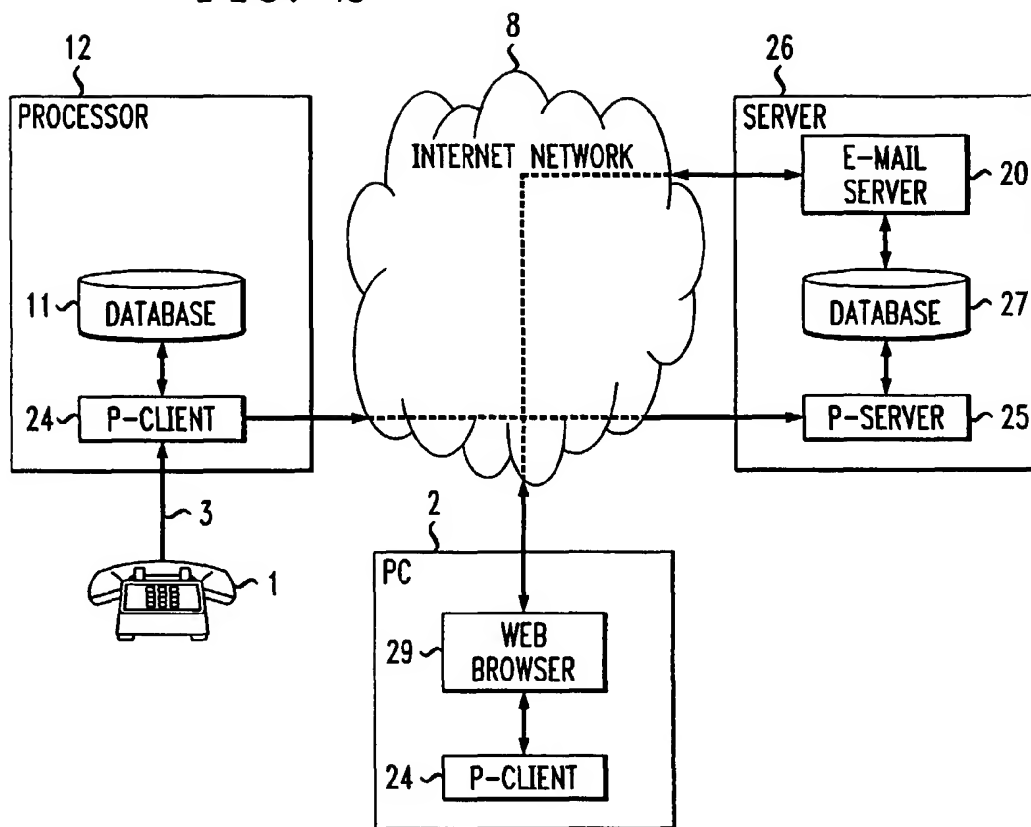 12
8
26
PROCESSOR
INTERNET NETWORK
SERVER
E-MAIL
SERVER
20
11
DATABASE
DATABASE
27
24
P-CLIENT
P-SERVER
25
3
1
2
PC
29
WEB
BROWSER
24
P-CLIENT